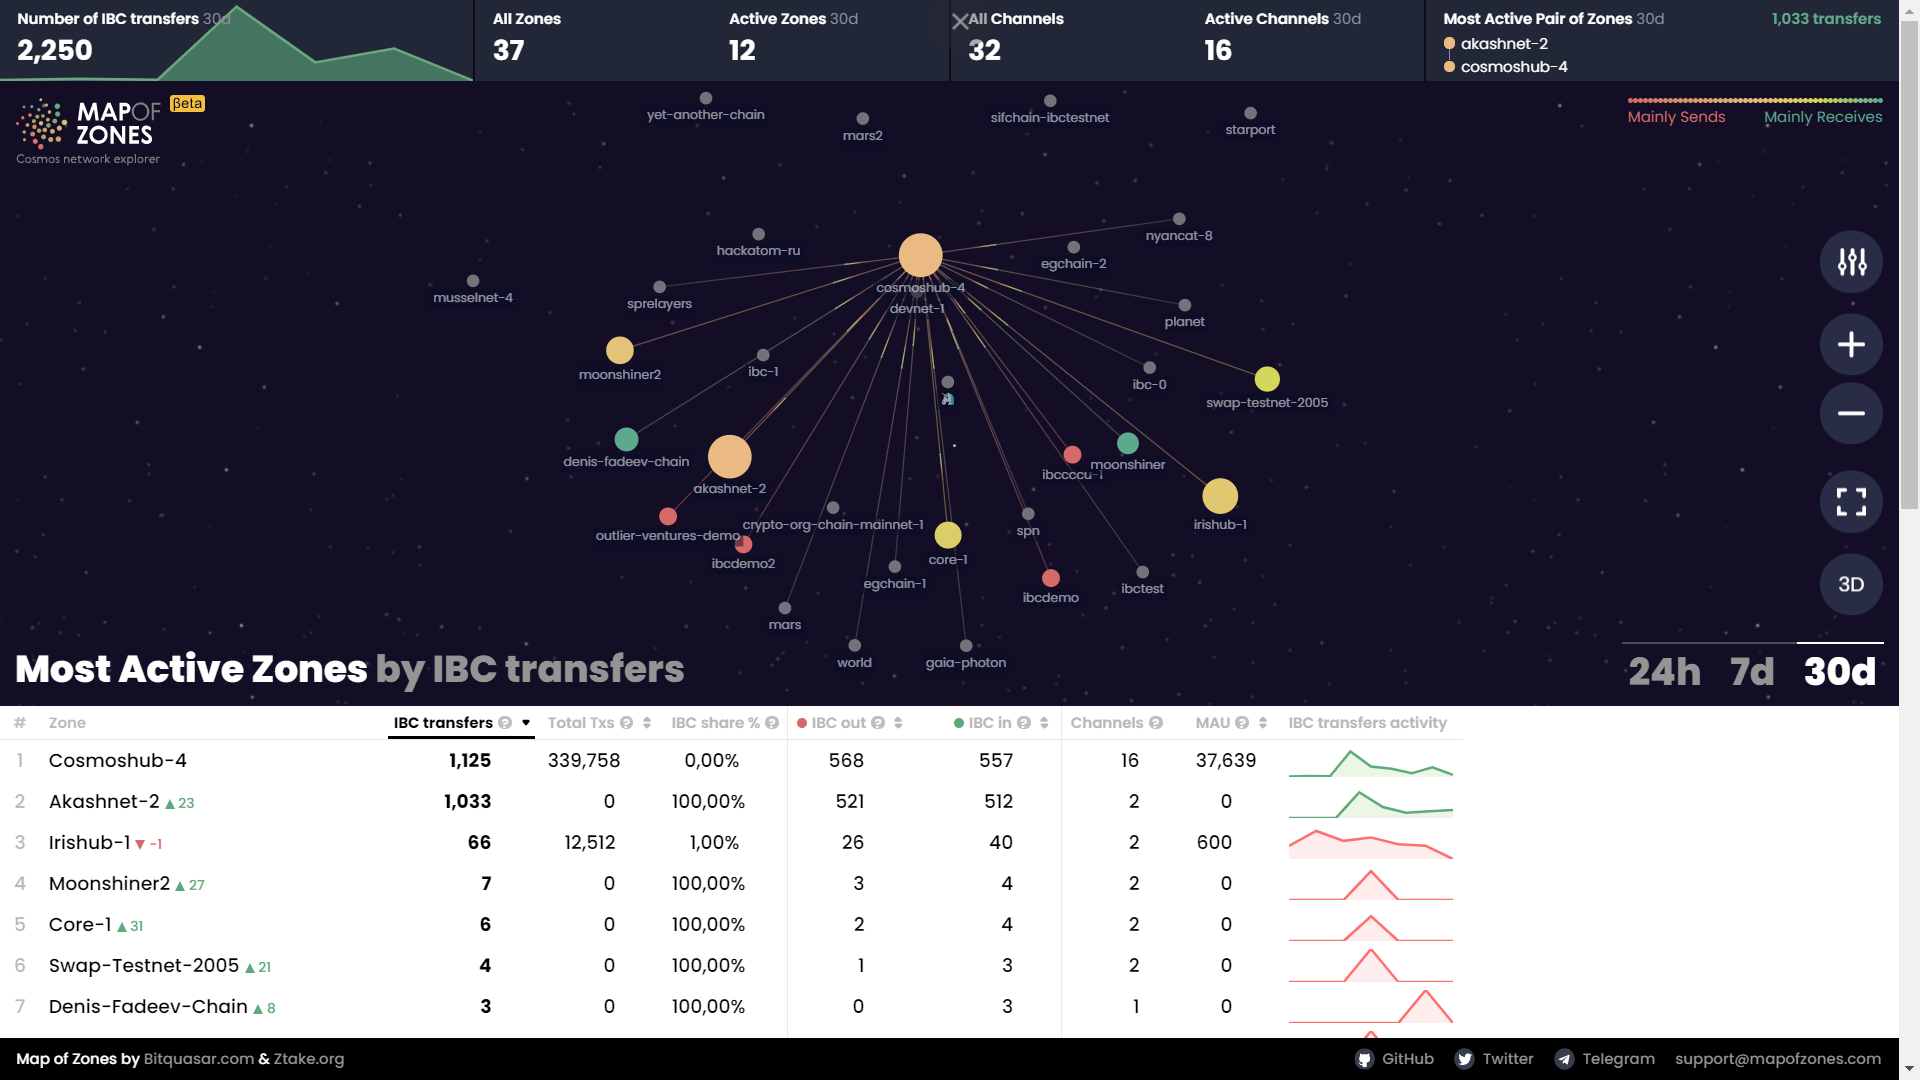 Number of IBC transfers 30d
2,250
All Zones
37
Active Zones 30d
12
All Channels
32
Active Channels 30d
16
Most Active Pair of Zones 30d
1,033 transfers
akashnet-2
cosmoshub-4
MAPOF
ZONES
βeta
Cosmos network explorer
Mainly Sends
Mainly Receives
yet-another-chain
mars2
sifchain-ibctestnet
starport
nyancat-8
hackatom-ru
egchain-2
musselnet-4
sprelayers
cosmoshub-4
devnet-1
planet
moonshiner2
ibc-1
ibc-0
swap-testnet-2005
denis-fadeev-chain
akashnet-2
ibccccu-1
moonshiner
outlier-ventures-demo
crypto-org-chain-mainnet-1
spn
irishub-1
ibcdemo2
core-1
egchain-1
ibcdemo
ibctest
mars
world
gaia-photon
3D
Most Active Zones by IBC transfers
24h 7d 30d
# Zone IBC transfers Total Txs IBC share % IBC out IBC in Channels MAU IBC transfers activity
1 Cosmoshub-4 1,125 339,758 0,00% 568 557 16 37,639
2 Akashnet-2 ▲23 1,033 0 100,00% 521 512 2 0
3 Irishub-1 ▼-1 66 12,512 1,00% 26 40 2 600
4 Moonshiner2 ▲27 7 0 100,00% 3 4 2 0
5 Core-1 ▲31 6 0 100,00% 2 4 2 0
6 Swap-Testnet-2005 ▲21 4 0 100,00% 1 3 2 0
7 Denis-Fadeev-Chain ▲8 3 0 100,00% 0 3 1 0
Map of Zones by Bitquasar.com & Ztake.org
GitHub Twitter Telegram support@mapofzones.com